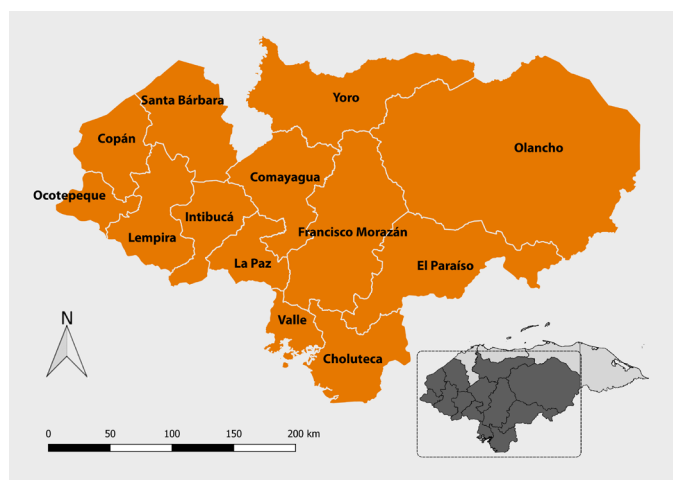 Santa Bárbara
Yoro
Copán
Olancho
Comayagua
Ocotepeque
Intibucá
Lempira
Francisco Morazán
La Paz
El Paraíso
Valle
N
Choluteca
0 50 100 150 200 km